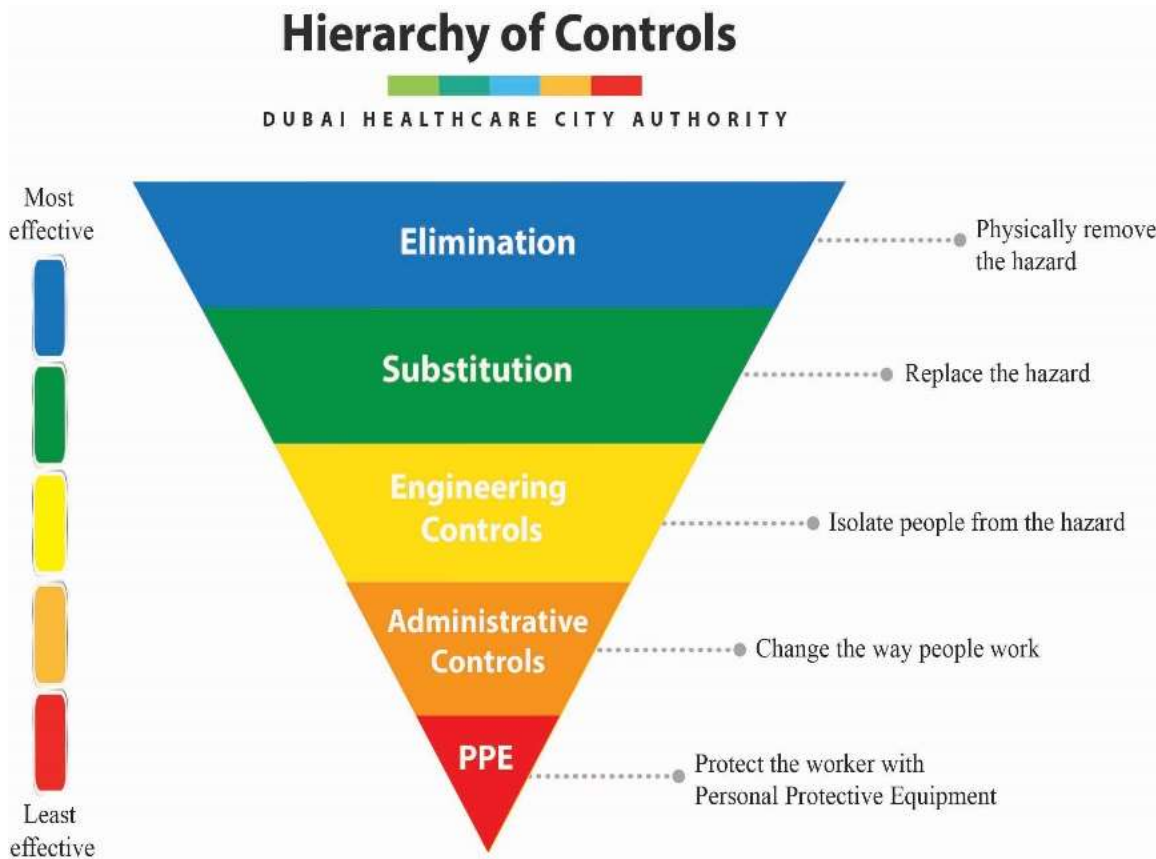 Hierarchy of Controls
DUBAI HEALTHCARE CITY AUTHORITY
Most
effective
Elimination
Physically remove
the hazard
Substitution
Replace the hazard
Engineering
Controls
Isolate people from the hazard
Administrative
Controls
Change the way people work
PPE
Protect the worker with
Personal Protective Equipment
Least
effective